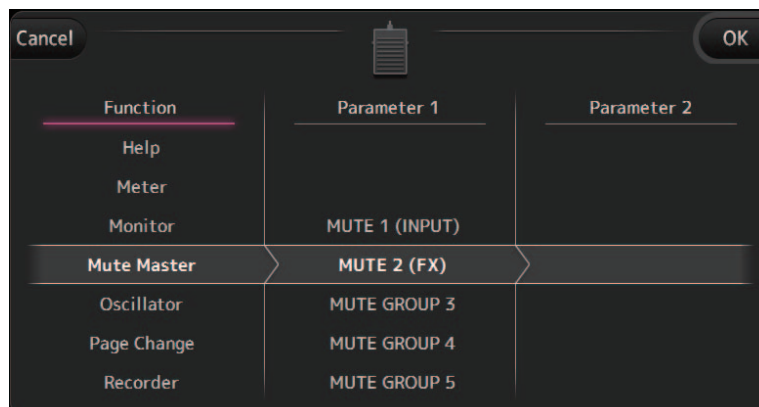 Cancel OK
Function Parameter 1 Parameter 2
Help
Meter
Monitor MUTE 1 (INPUT)
Mute Master MUTE 2 (FX)
Oscillator MUTE GROUP 3
Page Change MUTE GROUP 4
Recorder MUTE GROUP 5